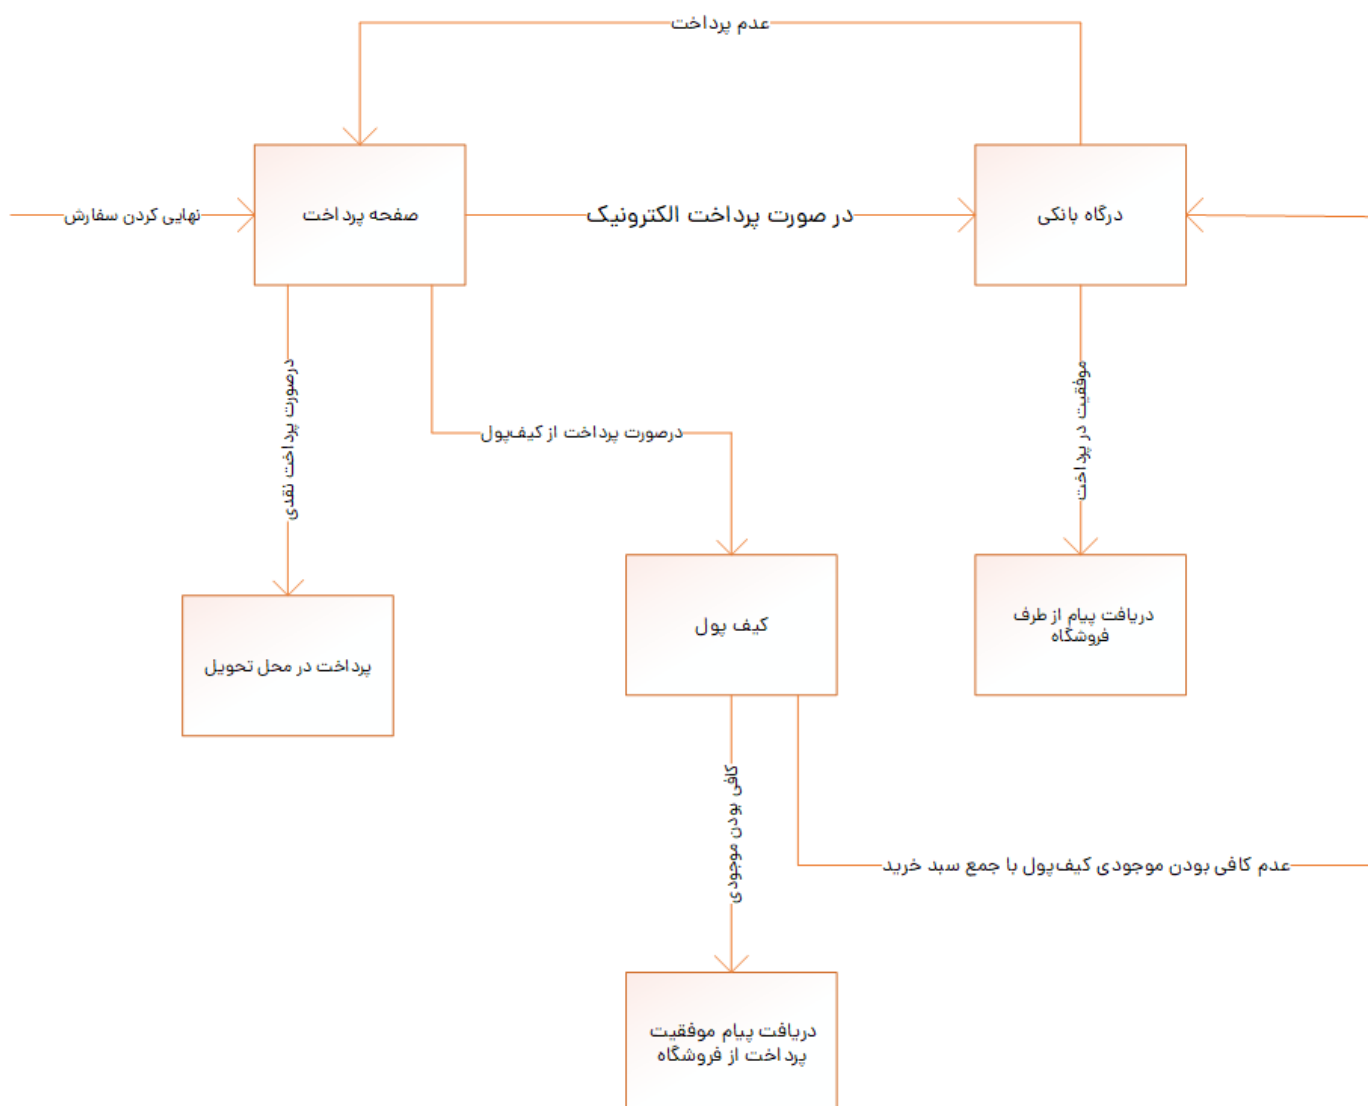 عدم پرداخت
نهایی کردن سفارش
صفحه پرداخت
در صورت پرداخت الکترونیک
درگاه بانکی
درصورت پرداخت نقدی
درصورت پرداخت از کیف‌پول
موفقیت در پرداخت
پرداخت در محل تحویل
کیف پول
دریافت پیام از طرف
فروشگاه
کافی بودن موجودی
عدم کافی بودن موجودی کیف‌پول با جمع سبد خرید
دریافت پیام موفقیت
پرداخت از فروشگاه